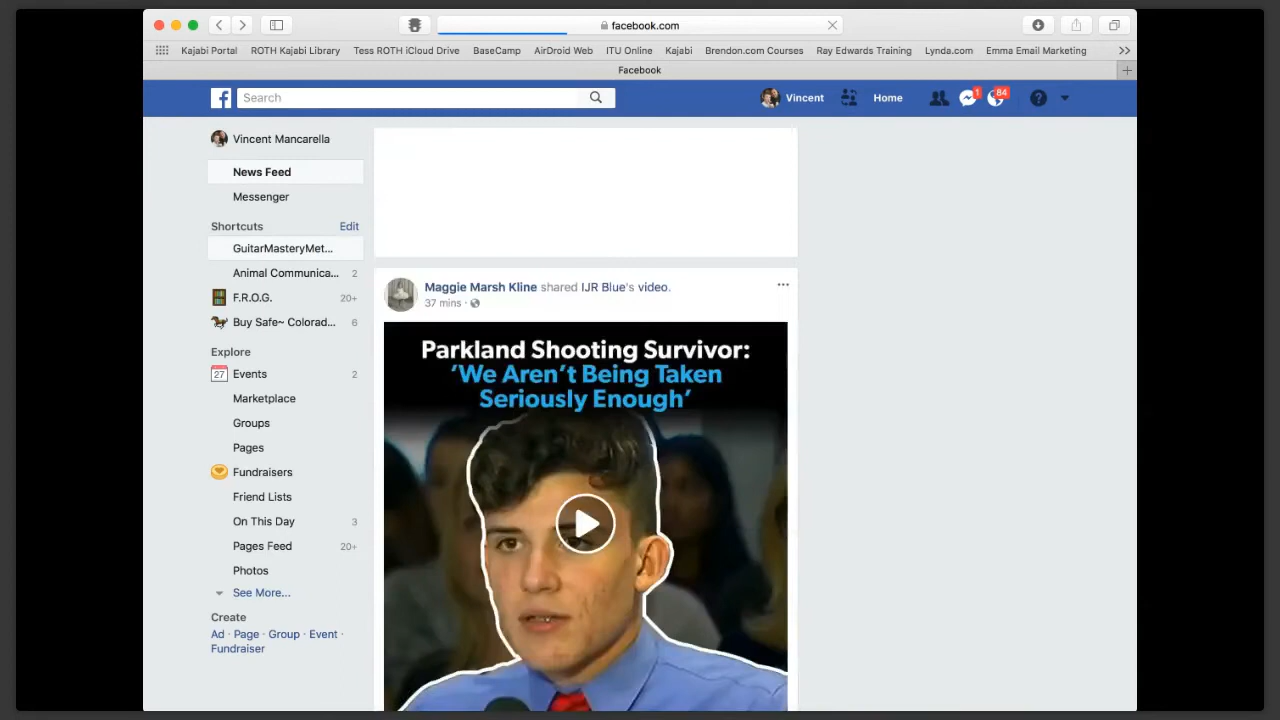 facebook.com
Kajabi Portal ROTH Kajabi Library Tess ROTH iCloud Drive BaseCamp AirDroid Web ITU Online Kajabi Brendon.com Courses Ray Edwards Training Lynda.com Emma Email Marketing
Facebook
Search
Vincent
Home
1
84
Vincent Mancarella
News Feed
Messenger
Shortcuts Edit
GuitarMasteryMet...
Animal Communica... 2
F.R.O.G. 20+
Buy Safe~ Colorad... 6
Explore
27 Events 2
Marketplace
Groups
Pages
Fundraisers
Friend Lists
On This Day 3
Pages Feed 20+
Photos
See More...
Create
Ad · Page · Group · Event ·
Fundraiser
Maggie Marsh Kline shared IJR Blue's video.
37 mins ·
Parkland Shooting Survivor:
'We Aren't Being Taken
Seriously Enough'